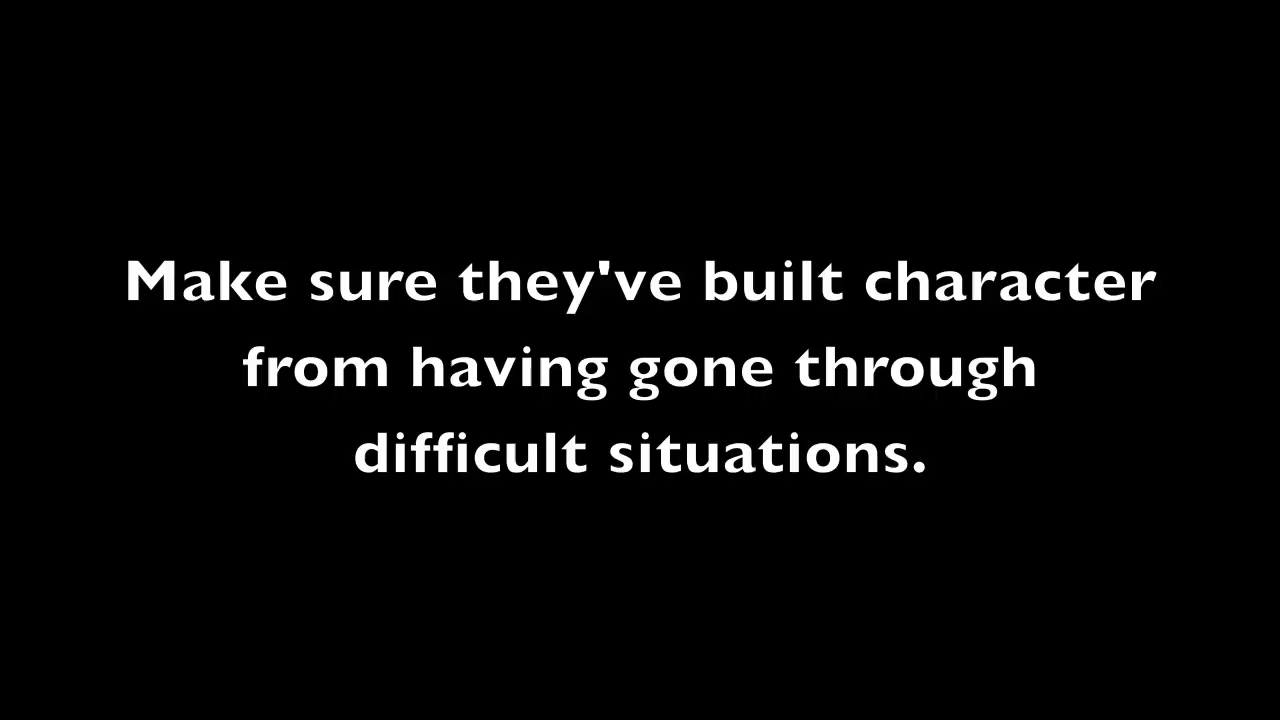 Make sure they've built character
from having gone through
difficult situations.